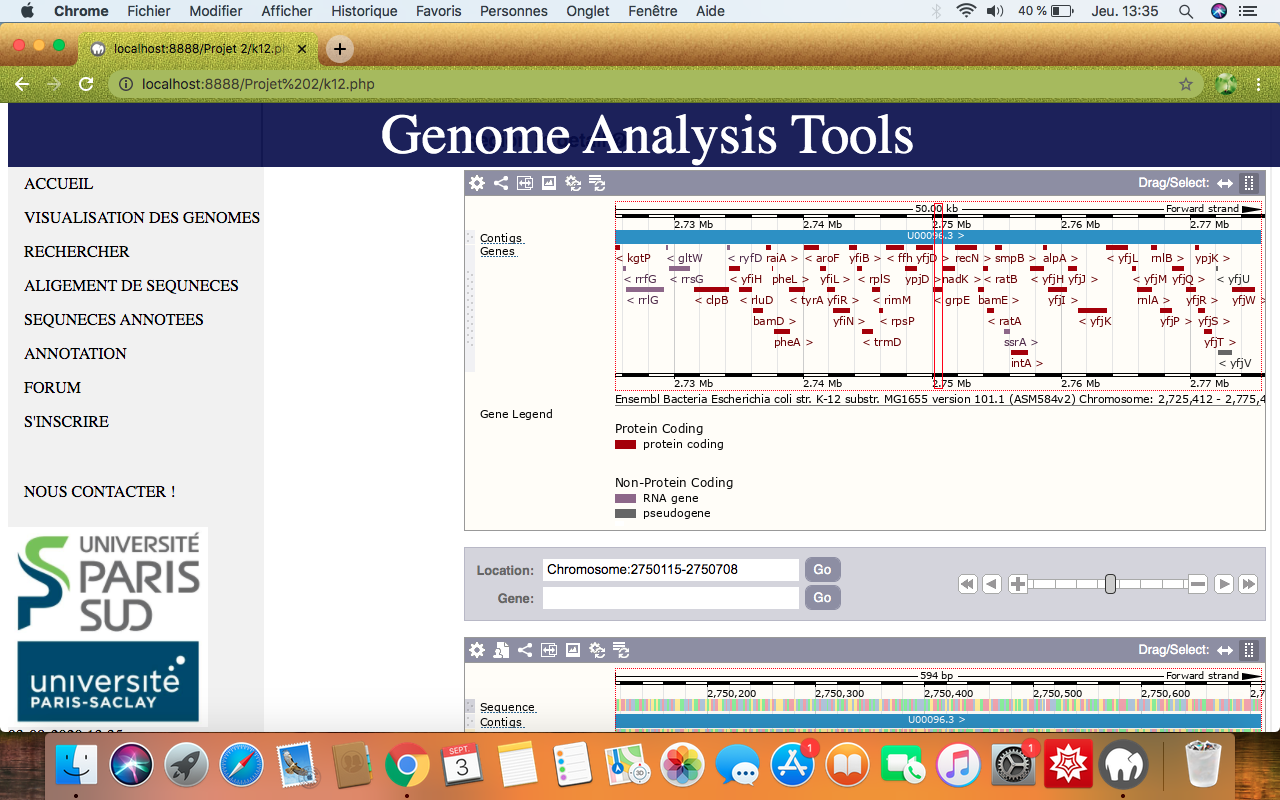 Chrome Fichier Modifier Afficher Historique Favoris Personnes Onglet Fenêtre Aide 40 % Jeu. 13:35
localhost:8888/Projet 2/k12.ph
localhost:8888/Projet%202/k12.php
Genome Analysis Tools
ACCUEIL
VISUALISATION DES GENOMES
RECHERCHER
ALIGEMENT DE SEQUNECES
SEQUNECES ANNOTEES
ANNOTATION
FORUM
S'INSCRIRE
NOUS CONTACTER !
UNIVERSITÉ
PARIS
SUD
université
PARIS-SACLAY
Drag/Select:
50.00 kb Forward strand
2.73 Mb 2.74 Mb 2.75 Mb 2.76 Mb 2.77 Mb
Contigs U00096.3 >
Genes
< kgtP < gltW < ryfD raiA > < aroF yfiB > < ffh yfjD > recN > smpB > alpA > < yfjL rnlB > ypjK >
< rrfG < rrsG < yfiH pheL > yfiL > < rplS ypjD > nadK > < ratB < yfjH yfjJ > < yfjM yfjQ > < yfjU
< rrlG < clpB < rluD < tyrA yfiR > < rimM < grpE bamE > yfjI > rnlA > yfjR > yfjW >
bamD > yfiN > < rpsP < ratA < yfjK yfjP > yfjS >
pheA > < trmD ssrA > yfjT >
intA > < yfjV
2.73 Mb 2.74 Mb 2.75 Mb 2.76 Mb 2.77 Mb
Ensembl Bacteria Escherichia coli str. K-12 substr. MG1655 version 101.1 (ASM584v2) Chromosome: 2,725,412 - 2,775,4
Gene Legend
Protein Coding
protein coding
Non-Protein Coding
RNA gene
pseudogene
Location: Chromosome:2750115-2750708 Go
Gene: Go
Drag/Select:
594 bp Forward strand
2,750,200 2,750,300 2,750,400 2,750,500 2,750,600 2,7
Sequence
Contigs U00096.3 >
SEPT.
3
3D
1
1